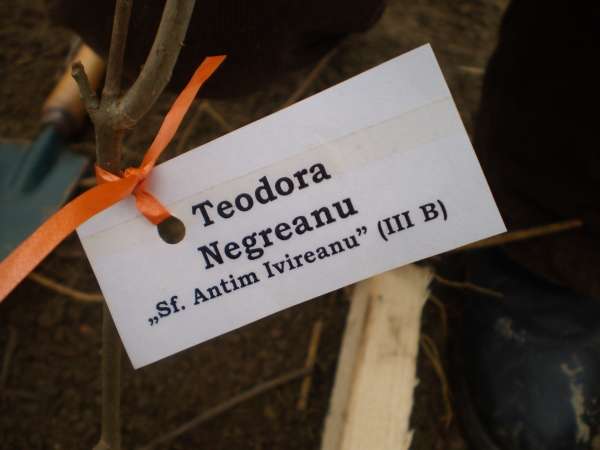 Teodora
Negreanu
„Sf. Antim Ivireanu” (III B)